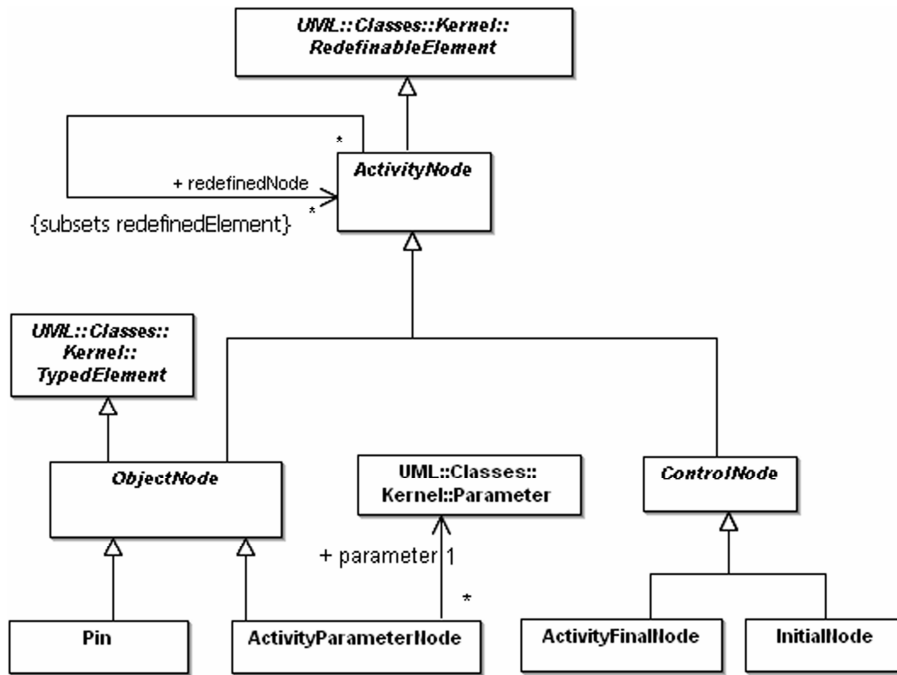 UML::Classes::Kernel::
RedefinableElement
*
ActivityNode
+ redefinedNode
*
{subsets redefinedElement}
UML::Classes::
Kernel::
TypedElement
ObjectNode
UML::Classes::
Kernel::Parameter
ControlNode
+ parameter 1
*
Pin
ActivityParameterNode
ActivityFinalNode
InitialNode